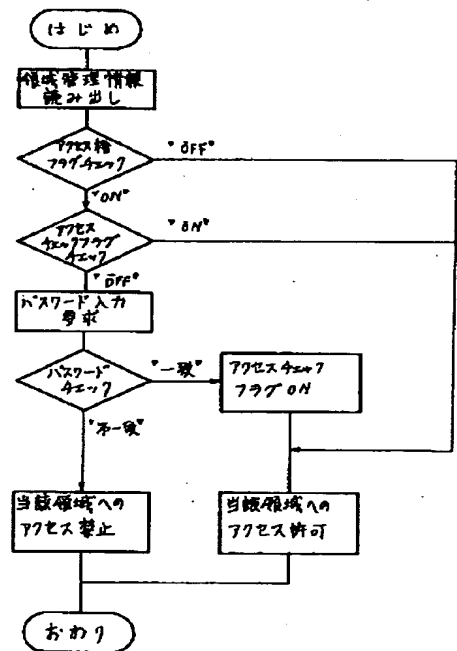 はじめ
領域管理情報
読み出し
アクセス権
フラグチェック
"OFF"
"ON"
アクセス
チェックフラグ
チェック
"ON"
"OFF"
パスワード入力
要求
パスワード
チェック
"一致"
アクセスチェック
フラグON
"不一致"
当該領域への
アクセス禁止
当該領域への
アクセス許可
おわり